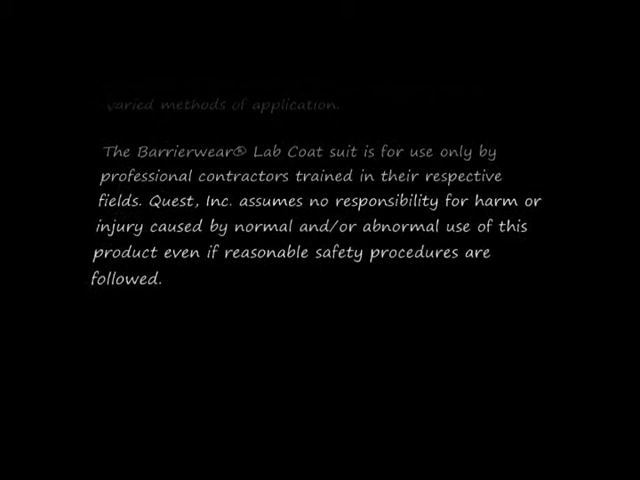 varied methods of application.
The Barrierwear® Lab Coat suit is for use only by
professional contractors trained in their respective
fields. Quest, Inc. assumes no responsibility for harm or
injury caused by normal and/or abnormal use of this
product even if reasonable safety procedures are
followed.